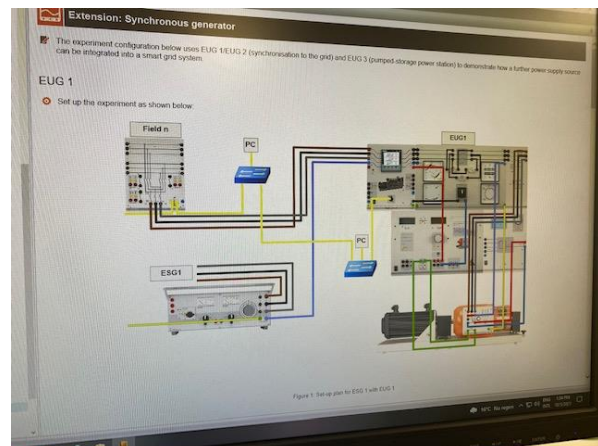 Extension: Synchronous generator
The experiment configuration below uses EUG 1/EUG 2 (synchronisation to the grid) and EUG 3 (pumped-storage power station) to demonstrate how a further power supply source
can be integrated into a smart grid system.
EUG 1
Set up the experiment as shown below:
Field n
PC
EUG1
PC
ESG1
Figure 1: Set-up plan for ESG 1 with EUG 1